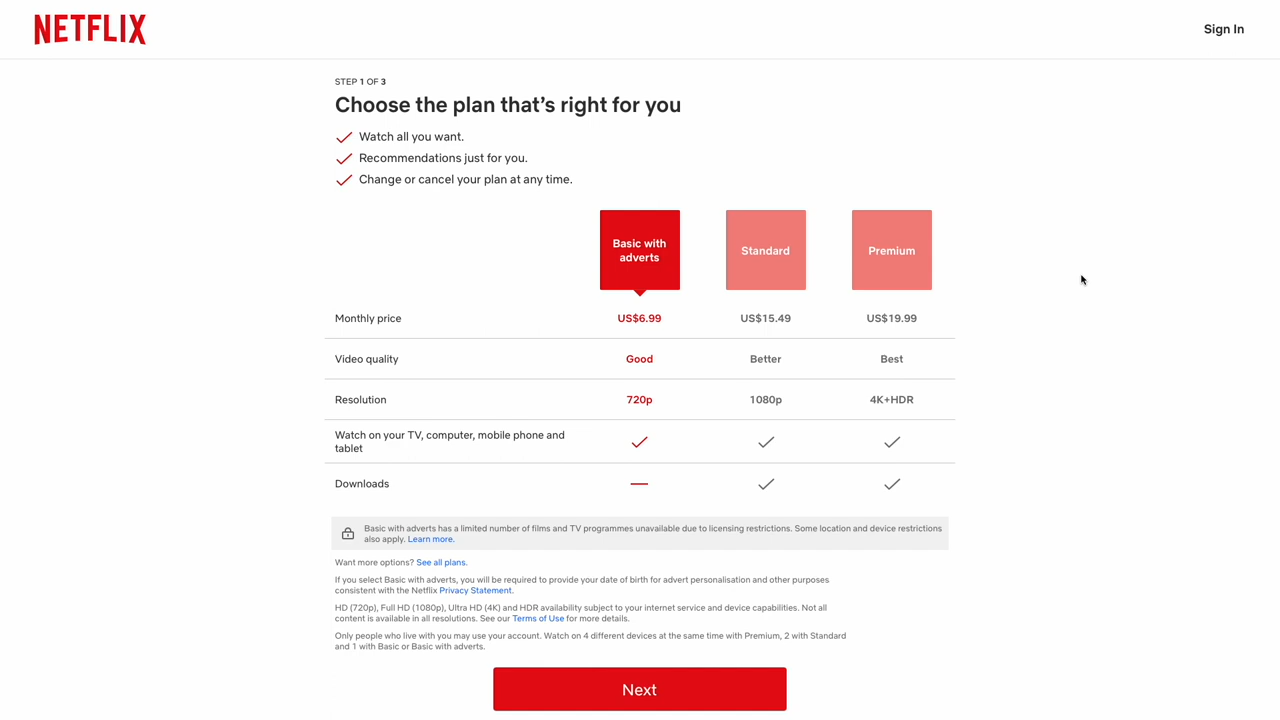 NETFLIX
Sign In
STEP 1 OF 3
Choose the plan that's right for you
Watch all you want.
Recommendations just for you.
Change or cancel your plan at any time.
Basic with
adverts
Standard
Premium
Monthly price US$6.99 US$15.49 US$19.99
Video quality Good Better Best
Resolution 720p 1080p 4K+HDR
Watch on your TV, computer, mobile phone and
tablet
Downloads
Basic with adverts has a limited number of films and TV programmes unavailable due to licensing restrictions. Some location and device restrictions
also apply. Learn more.
Want more options? See all plans.
If you select Basic with adverts, you will be required to provide your date of birth for advert personalisation and other purposes
consistent with the Netflix Privacy Statement.
HD (720p), Full HD (1080p), Ultra HD (4K) and HDR availability subject to your internet service and device capabilities. Not all
content is available in all resolutions. See our Terms of Use for more details.
Only people who live with you may use your account. Watch on 4 different devices at the same time with Premium, 2 with Standard
and 1 with Basic or Basic with adverts.
Next